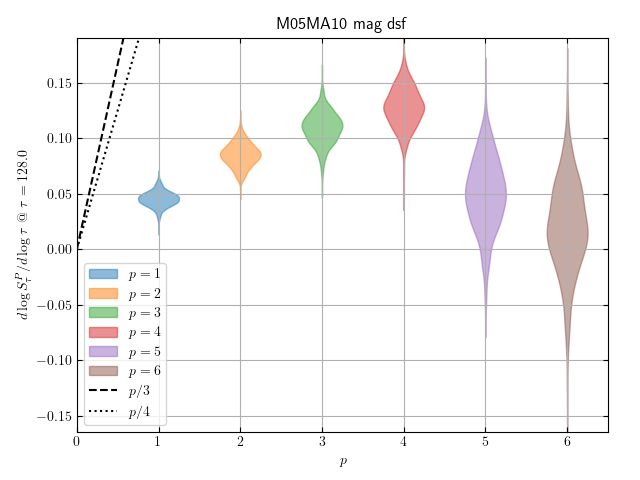 M05MA10 mag dsf
d log S_τ^P / d log τ @ τ = 128.0
0.15
0.10
0.05
0.00
−0.05
−0.10
−0.15
p = 1
p = 2
p = 3
p = 4
p = 5
p = 6
p/3
p/4
0 1 2 3 4 5 6
p